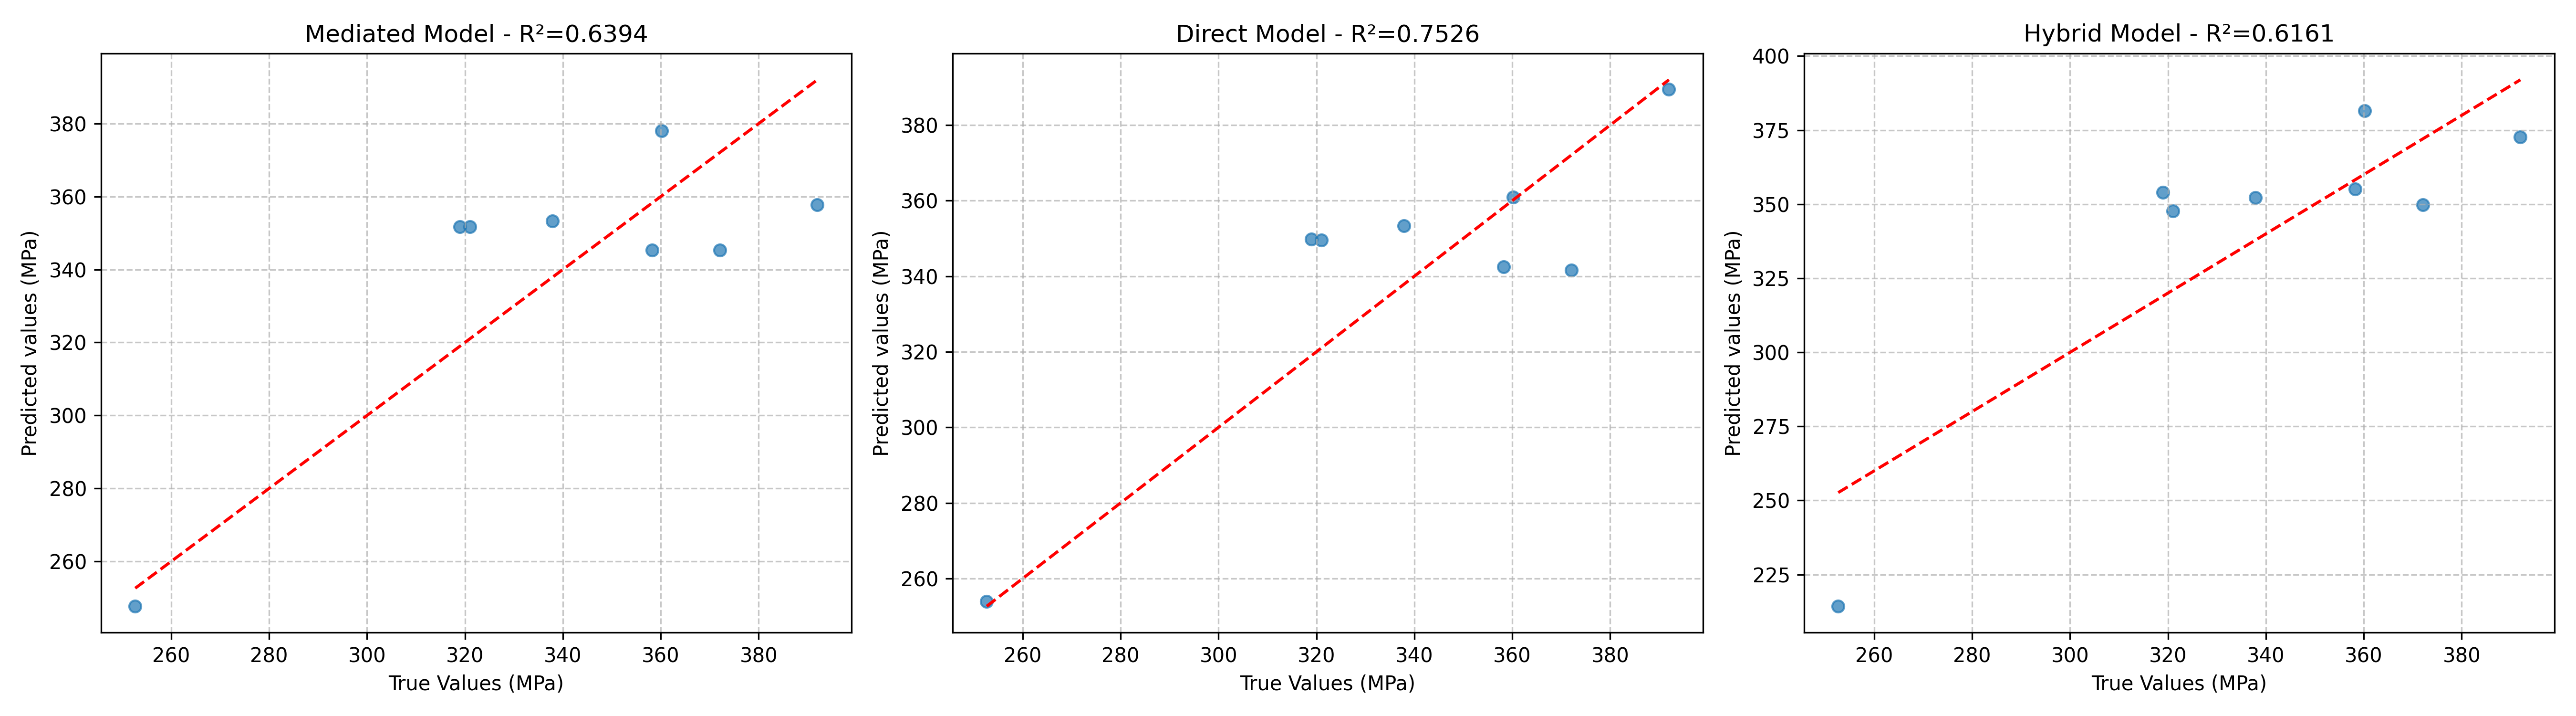 Mediated Model - R²=0.6394
Predicted values (MPa)
380
360
340
320
300
280
260
260 280 300 320 340 360 380
True Values (MPa)
Direct Model - R²=0.7526
Predicted values (MPa)
380
360
340
320
300
280
260
260 280 300 320 340 360 380
True Values (MPa)
Hybrid Model - R²=0.6161
Predicted values (MPa)
400
375
350
325
300
275
250
225
260 280 300 320 340 360 380
True Values (MPa)